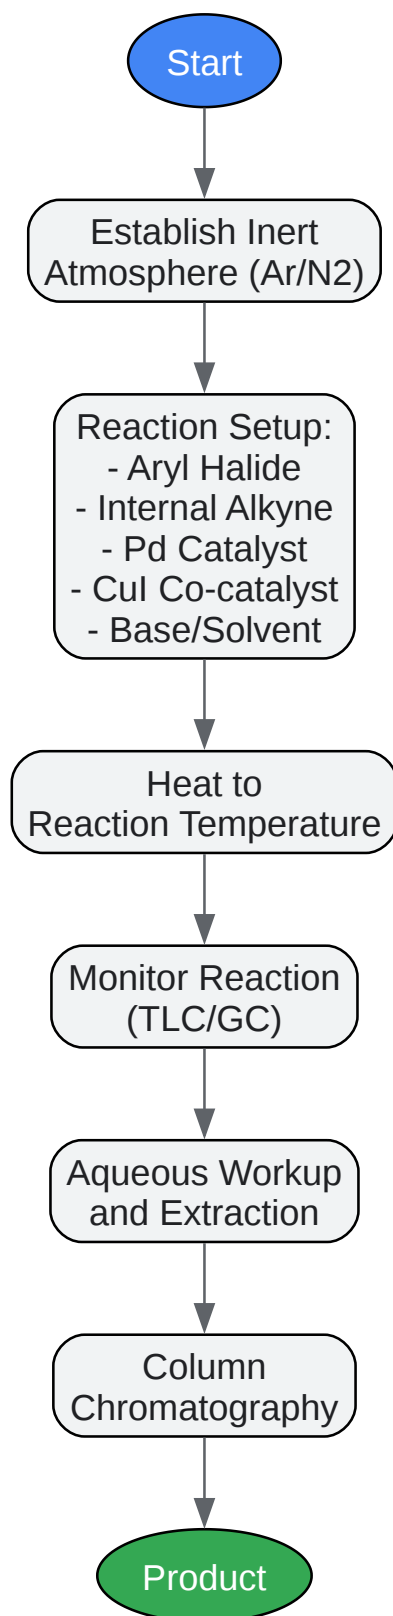 Start
Establish Inert
Atmosphere (Ar/N2)
Reaction Setup:
- Aryl Halide
- Internal Alkyne
- Pd Catalyst
- CuI Co-catalyst
- Base/Solvent
Heat to
Reaction Temperature
Monitor Reaction
(TLC/GC)
Aqueous Workup
and Extraction
Column
Chromatography
Product